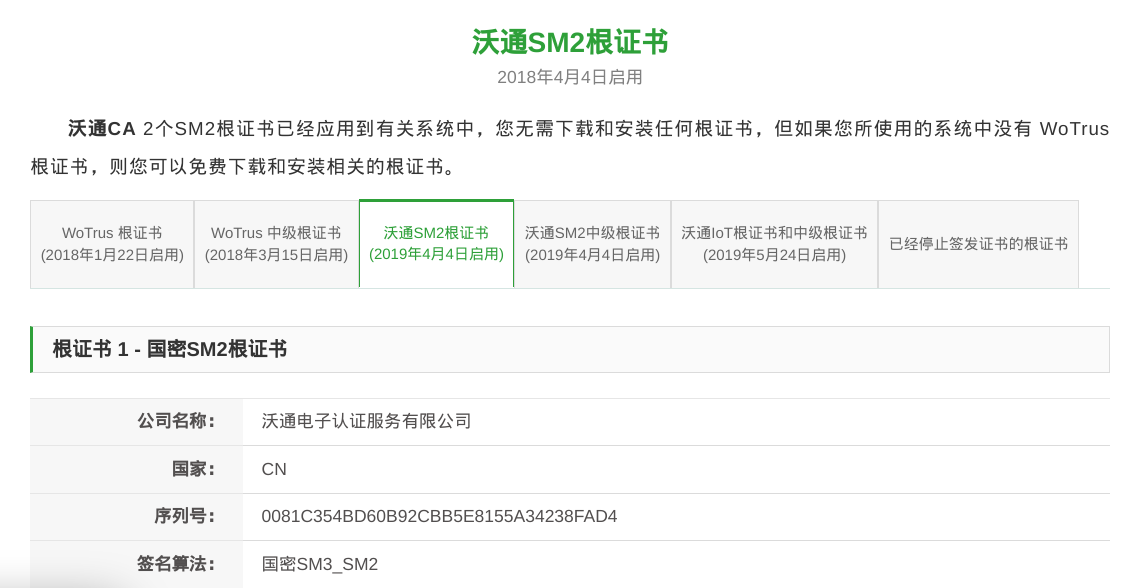 沃通SM2根证书
2018年4月4日启用
沃通CA 2个SM2根证书已经应用到有关系统中，您无需下载和安装任何根证书，但如果您所使用的系统中没有 WoTrus
根证书，则您可以免费下载和安装相关的根证书。
WoTrus 根证书
(2018年1月22日启用)
WoTrus 中级根证书
(2018年3月15日启用)
沃通SM2根证书
(2019年4月4日启用)
沃通SM2中级根证书
(2019年4月4日启用)
沃通IoT根证书和中级根证书
(2019年5月24日启用)
已经停止签发证书的根证书
根证书 1 - 国密SM2根证书
公司名称： 沃通电子认证服务有限公司
国家： CN
序列号： 0081C354BD60B92CBB5E8155A34238FAD4
签名算法： 国密SM3_SM2